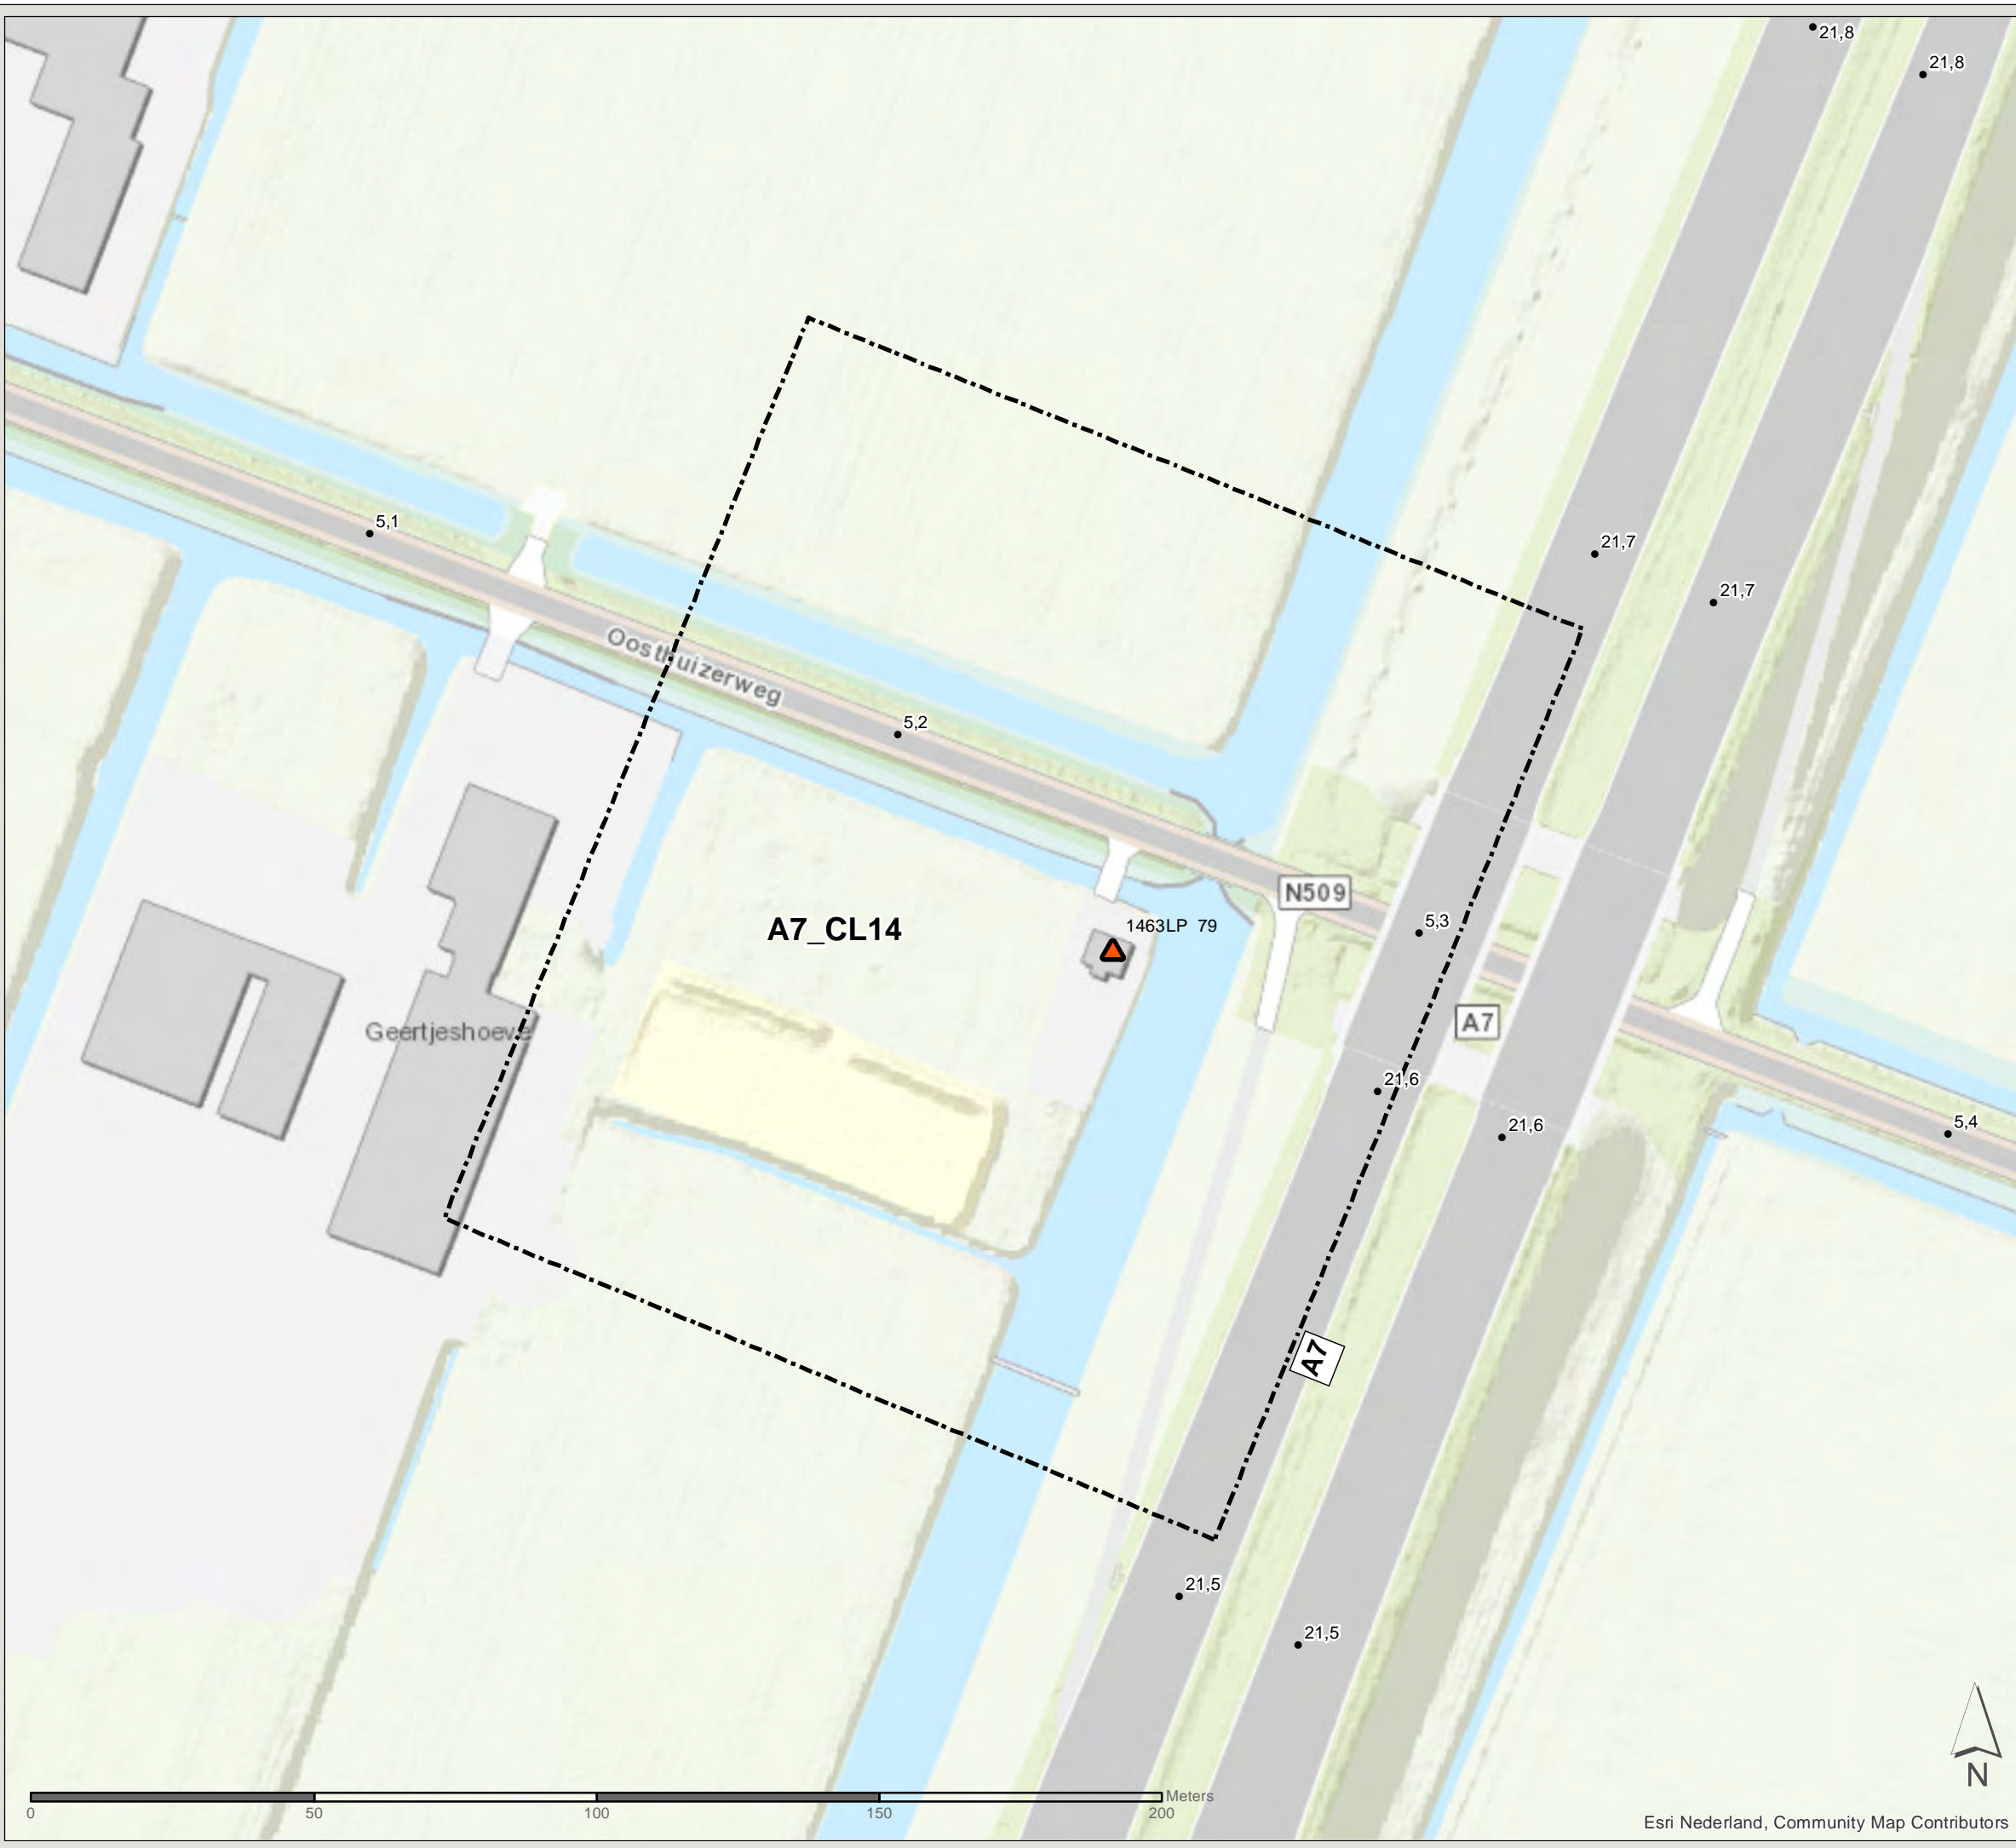 21,8
21,8
5,1
21,7
21,7
Oosthuizerweg
5,2
N509
5,3
1463LP 79
A7_CL14
A7
Geertjeshoeve
21,6
21,6
5,4
A7
21,5
21,5
N
Meters
0 50 100 150 200
Esri Nederland, Community Map Contributors